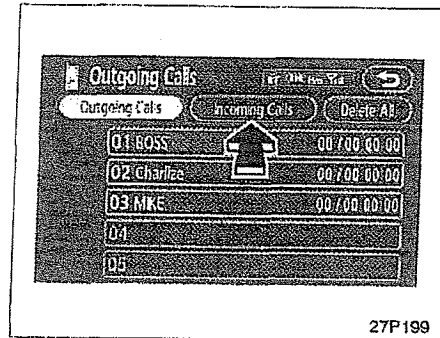 Outgoing Calls
Outgoing Calls Incoming Calls Delete All
01 BOSS 00/00 00:00
02 Charlize 00/00 00:00
03 MKE 00/00 00:00
04
05
27P199